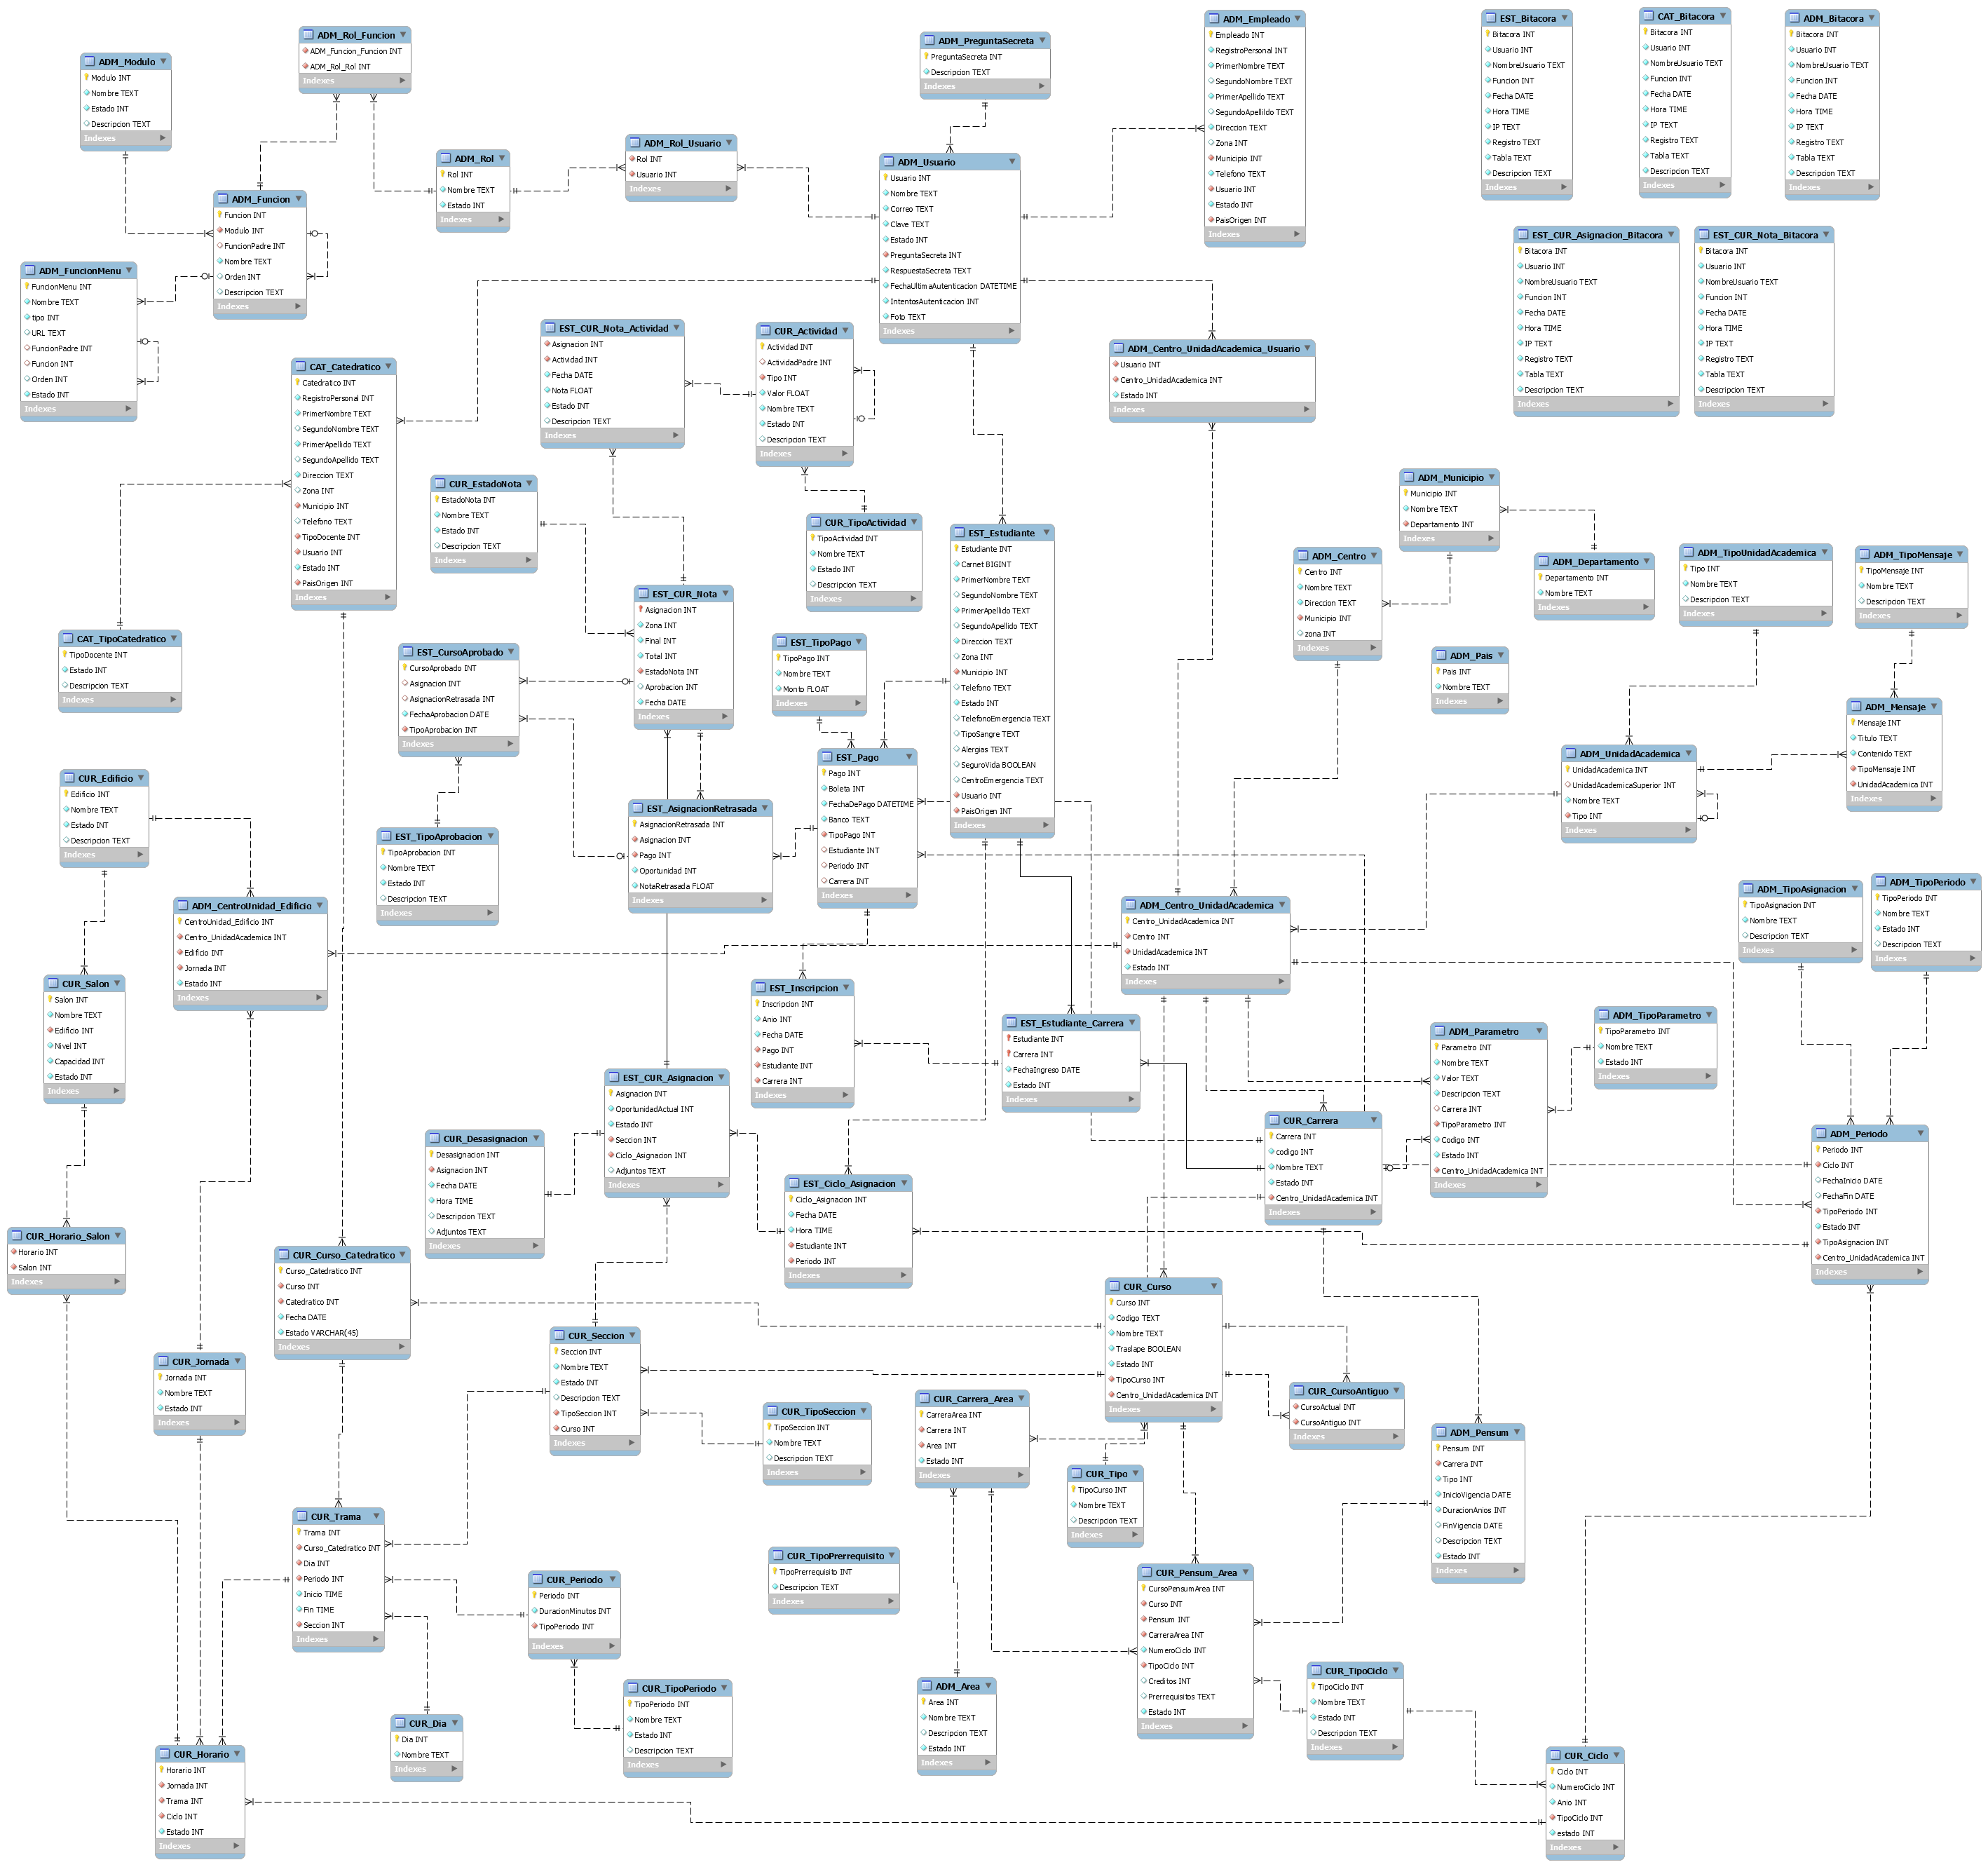 ADM_Modulo
Modulo INT
Nombre TEXT
Estado INT
Descripcion TEXT
Indexes
ADM_Rol_Funcion
ADM_Funcion_Funcion INT
ADM_Rol_Rol INT
Indexes
ADM_Rol
Rol INT
Nombre TEXT
Estado INT
Indexes
ADM_Rol_Usuario
Rol INT
Usuario INT
Indexes
ADM_PreguntaSecreta
PreguntaSecreta INT
Descripcion TEXT
Indexes
ADM_Usuario
Usuario INT
Nombre TEXT
Correo TEXT
Clave TEXT
Estado INT
PreguntaSecreta INT
RespuestaSecreta TEXT
FechaUltimaAutenticacion DATETIME
IntentosAutenticacion INT
Foto TEXT
Indexes
ADM_Empleado
Empleado INT
RegistroPersonal INT
PrimerNombre TEXT
SegundoNombre TEXT
PrimerApellido TEXT
SegundoApellildo TEXT
Direccion TEXT
Zona INT
Municipio INT
Telefono TEXT
Usuario INT
Estado INT
PaisOrigen INT
Indexes
EST_Bitacora
Bitacora INT
Usuario INT
NombreUsuario TEXT
Funcion INT
Fecha DATE
Hora TIME
IP TEXT
Registro TEXT
Tabla TEXT
Descripcion TEXT
Indexes
CAT_Bitacora
Bitacora INT
Usuario INT
NombreUsuario TEXT
Funcion INT
Fecha DATE
Hora TIME
IP TEXT
Registro TEXT
Tabla TEXT
Descripcion TEXT
Indexes
ADM_Bitacora
Bitacora INT
Usuario INT
NombreUsuario TEXT
Funcion INT
Fecha DATE
Hora TIME
IP TEXT
Registro TEXT
Tabla TEXT
Descripcion TEXT
Indexes
ADM_Funcion
Funcion INT
Modulo INT
FuncionPadre INT
Nombre TEXT
Orden INT
Descripcion TEXT
Indexes
ADM_FuncionMenu
FuncionMenu INT
Nombre TEXT
tipo INT
URL TEXT
FuncionPadre INT
Funcion INT
Orden INT
Estado INT
Indexes
EST_CUR_Asignacion_Bitacora
Bitacora INT
Usuario INT
NombreUsuario TEXT
Funcion INT
Fecha DATE
Hora TIME
IP TEXT
Registro TEXT
Tabla TEXT
Descripcion TEXT
Indexes
EST_CUR_Nota_Bitacora
Bitacora INT
Usuario INT
NombreUsuario TEXT
Funcion INT
Fecha DATE
Hora TIME
IP TEXT
Registro TEXT
Tabla TEXT
Descripcion TEXT
Indexes
CAT_Catedratico
Catedratico INT
RegistroPersonal INT
PrimerNombre TEXT
SegundoNombre TEXT
PrimerApellido TEXT
SegundoApellido TEXT
Direccion TEXT
Zona INT
Municipio INT
Telefono TEXT
TipoDocente INT
Usuario INT
Estado INT
PaisOrigen INT
Indexes
EST_CUR_Nota_Actividad
Asignacion INT
Actividad INT
Fecha DATE
Nota FLOAT
Estado INT
Descripcion TEXT
Indexes
CUR_Actividad
Actividad INT
ActividadPadre INT
Tipo INT
Valor FLOAT
Nombre TEXT
Estado INT
Descripcion TEXT
Indexes
ADM_Centro_UnidadAcademica_Usuario
Usuario INT
Centro_UnidadAcademica INT
Estado INT
Indexes
CUR_EstadoNota
EstadoNota INT
Nombre TEXT
Estado INT
Descripcion TEXT
Indexes
CUR_TipoActividad
TipoActividad INT
Nombre TEXT
Estado INT
Descripcion TEXT
Indexes
EST_Estudiante
Estudiante INT
Carnet BIGINT
PrimerNombre TEXT
SegundoNombre TEXT
PrimerApellido TEXT
SegundoApellido TEXT
Direccion TEXT
Zona INT
Municipio INT
Telefono TEXT
Estado INT
TelefonoEmergencia TEXT
TipoSangre TEXT
Alergias TEXT
SeguroVida BOOLEAN
CentroEmergencia TEXT
Usuario INT
PaisOrigen INT
Indexes
ADM_Municipio
Municipio INT
Nombre TEXT
Departamento INT
Indexes
ADM_Centro
Centro INT
Nombre TEXT
Direccion TEXT
Municipio INT
zona INT
Indexes
ADM_Departamento
Departamento INT
Nombre TEXT
Indexes
ADM_TipoUnidadAcademica
Tipo INT
Nombre TEXT
Descripcion TEXT
Indexes
ADM_TipoMensaje
TipoMensaje INT
Nombre TEXT
Descripcion TEXT
Indexes
CAT_TipoCatedratico
TipoDocente INT
Estado INT
Descripcion TEXT
Indexes
EST_CUR_Nota
Asignacion INT
Zona INT
Final INT
Total INT
EstadoNota INT
Aprobacion INT
Fecha DATE
Indexes
EST_CursoAprobado
CursoAprobado INT
Asignacion INT
AsignacionRetrasada INT
FechaAprobacion DATE
TipoAprobacion INT
Indexes
EST_TipoPago
TipoPago INT
Nombre TEXT
Monto FLOAT
Indexes
ADM_Pais
Pais INT
Nombre TEXT
Indexes
ADM_Mensaje
Mensaje INT
Titulo TEXT
Contenido TEXT
TipoMensaje INT
UnidadAcademica INT
Indexes
ADM_UnidadAcademica
UnidadAcademica INT
UnidadAcademicaSuperior INT
Nombre TEXT
Tipo INT
Indexes
CUR_Edificio
Edificio INT
Nombre TEXT
Estado INT
Descripcion TEXT
Indexes
EST_TipoAprobacion
TipoAprobacion INT
Nombre TEXT
Estado INT
Descripcion TEXT
Indexes
EST_AsignacionRetrasada
AsignacionRetrasada INT
Asignacion INT
Pago INT
Oportunidad INT
NotaRetrasada FLOAT
Indexes
EST_Pago
Pago INT
Boleta INT
FechaDePago DATETIME
Banco TEXT
TipoPago INT
Estudiante INT
Periodo INT
Carrera INT
Indexes
ADM_CentroUnidad_Edificio
CentroUnidad_Edificio INT
Centro_UnidadAcademica INT
Edificio INT
Jornada INT
Estado INT
Indexes
ADM_Centro_UnidadAcademica
Centro_UnidadAcademica INT
Centro INT
UnidadAcademica INT
Estado INT
Indexes
ADM_TipoAsignacion
TipoAsignacion INT
Nombre TEXT
Descripcion TEXT
Indexes
ADM_TipoPeriodo
TipoPeriodo INT
Nombre TEXT
Estado INT
Descripcion TEXT
Indexes
CUR_Salon
Salon INT
Nombre TEXT
Edificio INT
Nivel INT
Capacidad INT
Estado INT
Indexes
EST_Inscripcion
Inscripcion INT
Anio INT
Fecha DATE
Pago INT
Estudiante INT
Carrera INT
Indexes
EST_Estudiante_Carrera
Estudiante INT
Carrera INT
FechaIngreso DATE
Estado INT
Indexes
ADM_Parametro
Parametro INT
Nombre TEXT
Valor TEXT
Descripcion TEXT
Carrera INT
TipoParametro INT
Codigo INT
Estado INT
Centro_UnidadAcademica INT
Indexes
ADM_TipoParametro
TipoParametro INT
Nombre TEXT
Estado INT
Indexes
EST_CUR_Asignacion
Asignacion INT
OportunidadActual INT
Estado INT
Seccion INT
Ciclo_Asignacion INT
Adjuntos TEXT
Indexes
CUR_Desasignacion
Desasignacion INT
Asignacion INT
Fecha DATE
Hora TIME
Descripcion TEXT
Adjuntos TEXT
Indexes
EST_Ciclo_Asignacion
Ciclo_Asignacion INT
Fecha DATE
Hora TIME
Estudiante INT
Periodo INT
Indexes
CUR_Carrera
Carrera INT
codigo INT
Nombre TEXT
Estado INT
Centro_UnidadAcademica INT
Indexes
ADM_Periodo
Periodo INT
Ciclo INT
FechaInicio DATE
FechaFin DATE
TipoPeriodo INT
Estado INT
TipoAsignacion INT
Centro_UnidadAcademica INT
Indexes
CUR_Horario_Salon
Horario INT
Salon INT
Indexes
CUR_Curso_Catedratico
Curso_Catedratico INT
Curso INT
Catedratico INT
Fecha DATE
Estado VARCHAR(45)
Indexes
CUR_Curso
Curso INT
Codigo TEXT
Nombre TEXT
Traslape BOOLEAN
Estado INT
TipoCurso INT
Centro_UnidadAcademica INT
Indexes
CUR_Jornada
Jornada INT
Nombre TEXT
Estado INT
Indexes
CUR_Seccion
Seccion INT
Nombre TEXT
Estado INT
Descripcion TEXT
TipoSeccion INT
Curso INT
Indexes
CUR_TipoSeccion
TipoSeccion INT
Nombre TEXT
Descripcion TEXT
Indexes
CUR_Carrera_Area
CarreraArea INT
Carrera INT
Area INT
Estado INT
Indexes
CUR_CursoAntiguo
CursoActual INT
CursoAntiguo INT
Indexes
ADM_Pensum
Pensum INT
Carrera INT
Tipo INT
InicioVigencia DATE
DuracionAnios INT
FinVigencia DATE
Descripcion TEXT
Estado INT
Indexes
CUR_Tipo
TipoCurso INT
Nombre TEXT
Descripcion TEXT
Indexes
CUR_Trama
Trama INT
Curso_Catedratico INT
Dia INT
Periodo INT
Inicio TIME
Fin TIME
Seccion INT
Indexes
CUR_TipoPrerrequisito
TipoPrerrequisito INT
Descripcion TEXT
Indexes
CUR_Periodo
Periodo INT
DuracionMinutos INT
TipoPeriodo INT
Indexes
CUR_Pensum_Area
CursoPensumArea INT
Curso INT
Pensum INT
CarreraArea INT
NumeroCiclo INT
TipoCiclo INT
Creditos INT
Prerrequisitos TEXT
Estado INT
Indexes
CUR_TipoPeriodo
TipoPeriodo INT
Nombre TEXT
Estado INT
Descripcion TEXT
Indexes
ADM_Area
Area INT
Nombre TEXT
Descripcion TEXT
Estado INT
Indexes
CUR_TipoCiclo
TipoCiclo INT
Nombre TEXT
Estado INT
Descripcion TEXT
Indexes
CUR_Dia
Dia INT
Nombre TEXT
Indexes
CUR_Horario
Horario INT
Jornada INT
Trama INT
Ciclo INT
Estado INT
Indexes
CUR_Ciclo
Ciclo INT
NumeroCiclo INT
Anio INT
TipoCiclo INT
estado INT
Indexes